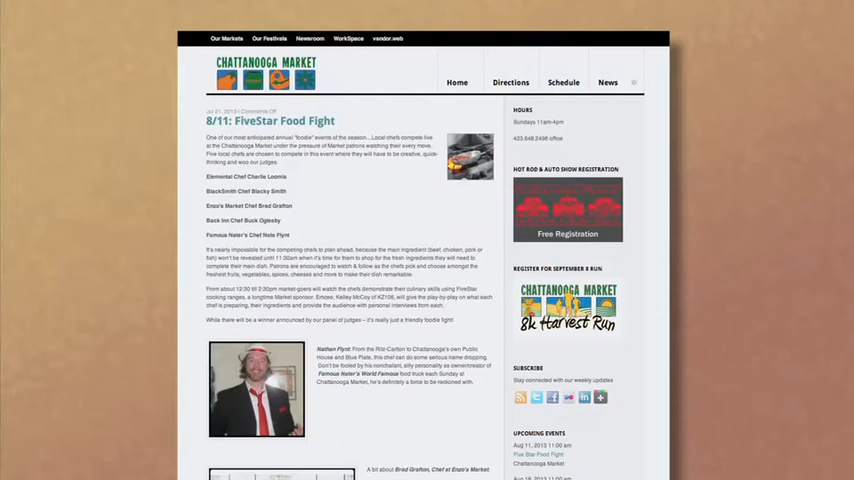 Our Markets Our Festivals Newsroom WorkSpace vendor.web
CHATTANOOGA MARKET
Home Directions Schedule News
Jul 21, 2013 | Comments Off
8/11: FiveStar Food Fight
One of our most anticipated annual "foodie" events of the season...Local chefs compete live
at the Chattanooga Market under the pressure of Market patrons watching their every move.
Five local chefs are chosen to compete in this event where they will have to be creative, quick-
thinking and woo our judges.
Elemental Chef Charlie Loomis
BlackSmith Chef Blacky Smith
Enzo's Market Chef Brad Grafton
Back Inn Chef Buck Oglesby
Famous Nater's Chef Nate Flynt
It's nearly impossible for the competing chefs to plan ahead, because the main ingredient (beef, chicken, pork or
fish) won't be revealed until 11:30am when it's time for them to shop for the fresh ingredients they will need to
complete their main dish. Patrons are encouraged to watch & follow as the chefs pick and choose amongst the
freshest fruits, vegetables, spices, cheeses and more to make their dish remarkable.
From about 12:30 till 2:30pm market-goers will watch the chefs demonstrate their culinary skills using FiveStar
cooking ranges, a longtime Market sponsor. Emcee, Kelley McCoy of KZ106, will give the play-by-play on what each
chef is preparing, their ingredients and provide the audience with personal interviews from each.
While there will be a winner announced by our panel of judges – it's really just a friendly foodie fight!
Nathan Flynt: From the Ritz-Carlton to Chattanooga's own Public
House and Blue Plate, this chef can do some serious name dropping.
Don't be fooled by his nonchalant, silly personality as owner/creator of
Famous Nater's World Famous food truck each Sunday at
Chattanooga Market, he's definitely a force to be reckoned with.
A bit about Brad Grafton, Chef at Enzo's Market:
HOURS
Sundays 11am-4pm
423.648.2496 office
HOT ROD & AUTO SHOW REGISTRATION
Chattanooga Market
Free Registration
REGISTER FOR SEPTEMBER 8 RUN
CHATTANOOGA MARKET
8k Harvest Run
SUBSCRIBE
Stay connected with our weekly updates
UPCOMING EVENTS
Aug 11, 2013 11:00 am
Five Star Food Fight
Chattanooga Market
Aug 18, 2013 11:00 am